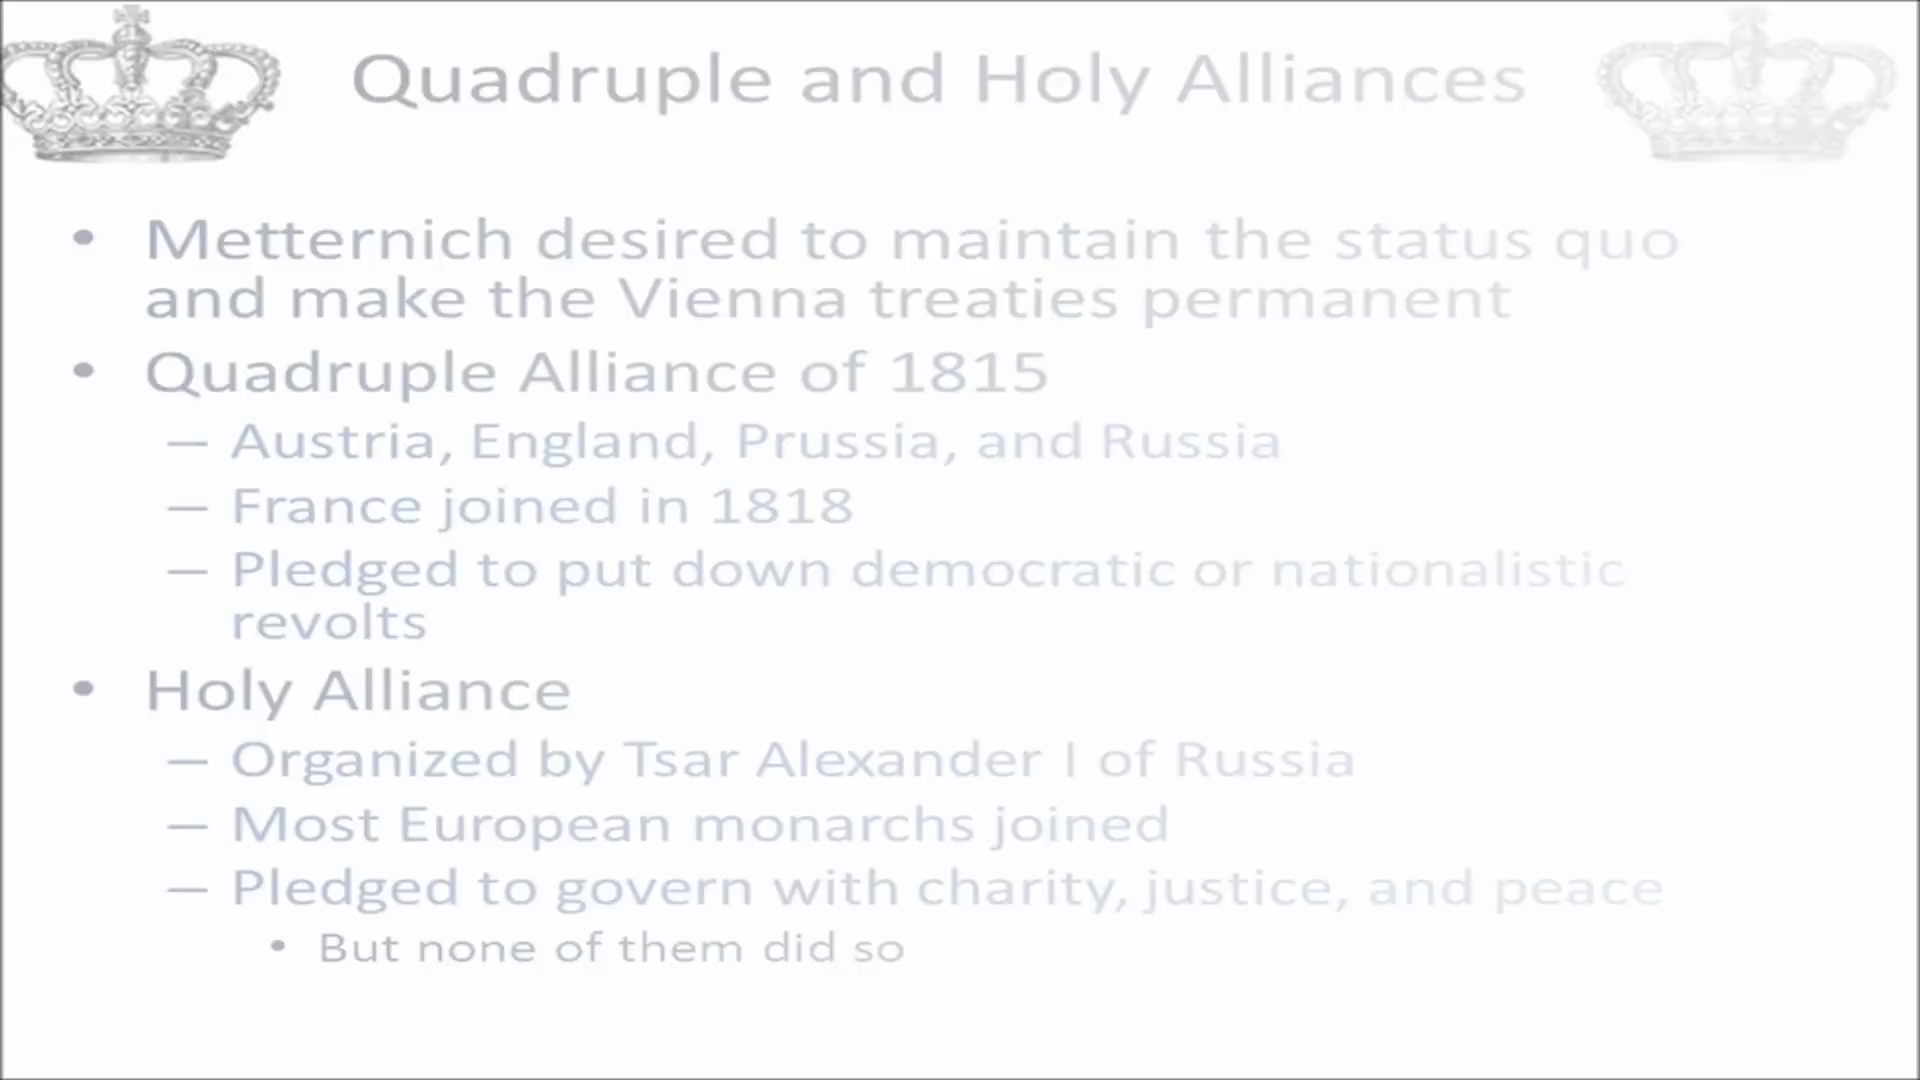 Quadruple and Holy Alliances
• Metternich desired to maintain the status quo
and make the Vienna treaties permanent
• Quadruple Alliance of 1815
– Austria, England, Prussia, and Russia
– France joined in 1818
– Pledged to put down democratic or nationalistic
revolts
• Holy Alliance
– Organized by Tsar Alexander I of Russia
– Most European monarchs joined
– Pledged to govern with charity, justice, and peace
• But none of them did so